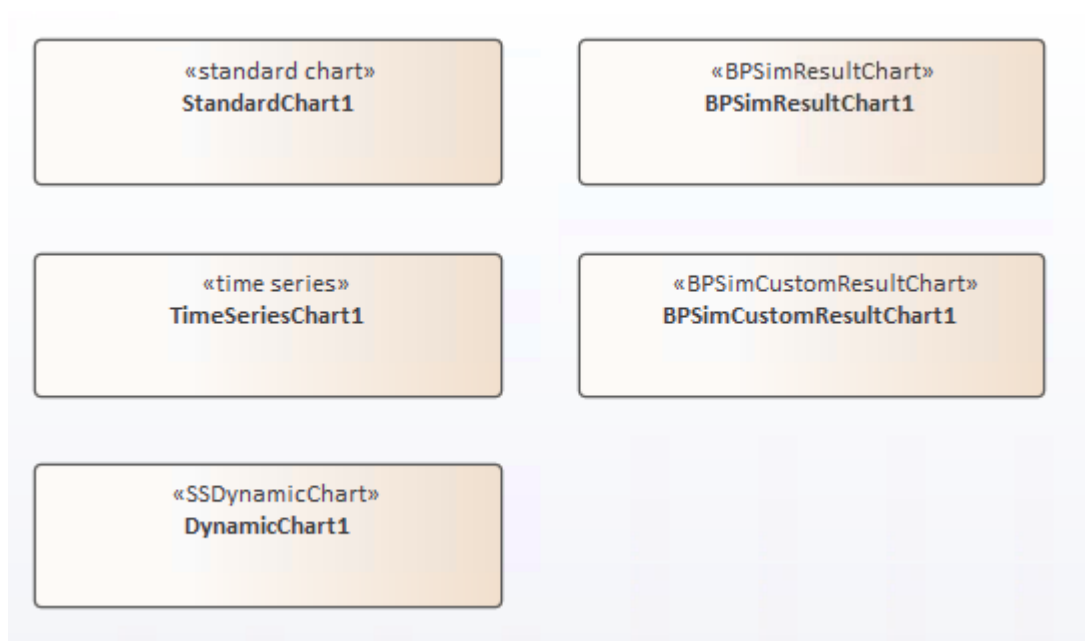 «standard chart»
StandardChart1
«BPSimResultChart»
BPSimResultChart1
«time series»
TimeSeriesChart1
«BPSimCustomResultChart»
BPSimCustomResultChart1
«SSDynamicChart»
DynamicChart1